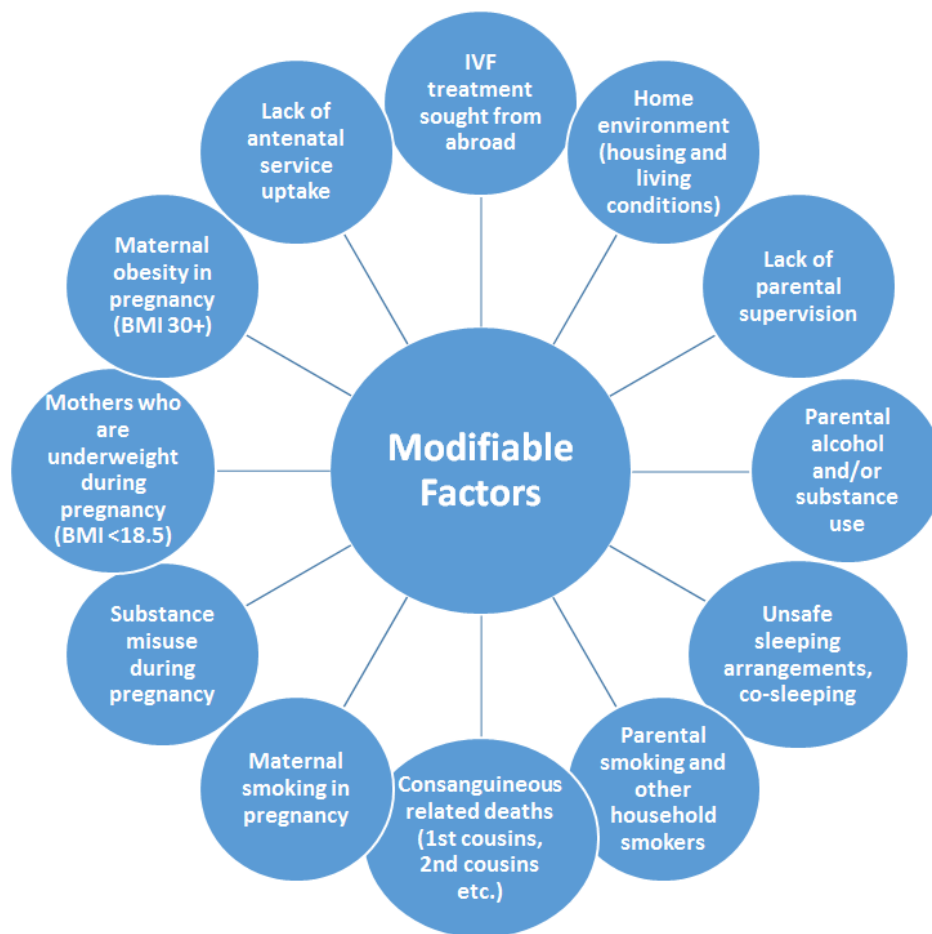 Modifiable
Factors
IVF
treatment
sought from
abroad
Home
environment
(housing and
living
conditions)
Lack of
parental
supervision
Parental
alcohol
and/or
substance
use
Unsafe
sleeping
arrangements,
co-sleeping
Parental
smoking and
other
household
smokers
Consanguineous
related deaths
(1st cousins,
2nd cousins
etc.)
Maternal
smoking in
pregnancy
Substance
misuse
during
pregnancy
Mothers who
are
underweight
during
pregnancy
(BMI <18.5)
Maternal
obesity in
pregnancy
(BMI 30+)
Lack of
antenatal
service
uptake